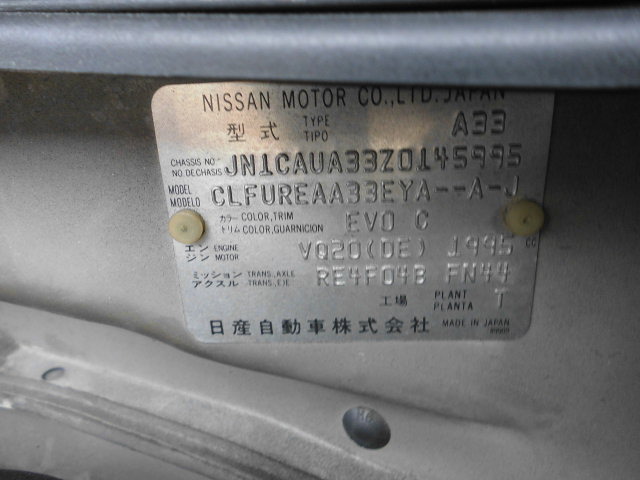 NISSAN MOTOR CO.,LTD.JAPAN
型式 TYPE TIPO A33
CHASSIS NO NO DECHASIS JN1CAUA33Z0145995
MODEL MODELO CLFUREAA33EYA--A-J
カラー COLOR,TRIM トリム COLOR,GUARNICION EV0 C
エンジン ENGINE MOTOR VQ20(DE) 1995 CC
ミッション アクスル TRANS.,AXLE TRANS.,EJE RE4F04B FN44
工場 PLANT PLANTA T
日産自動車株式会社 MADE IN JAPAN